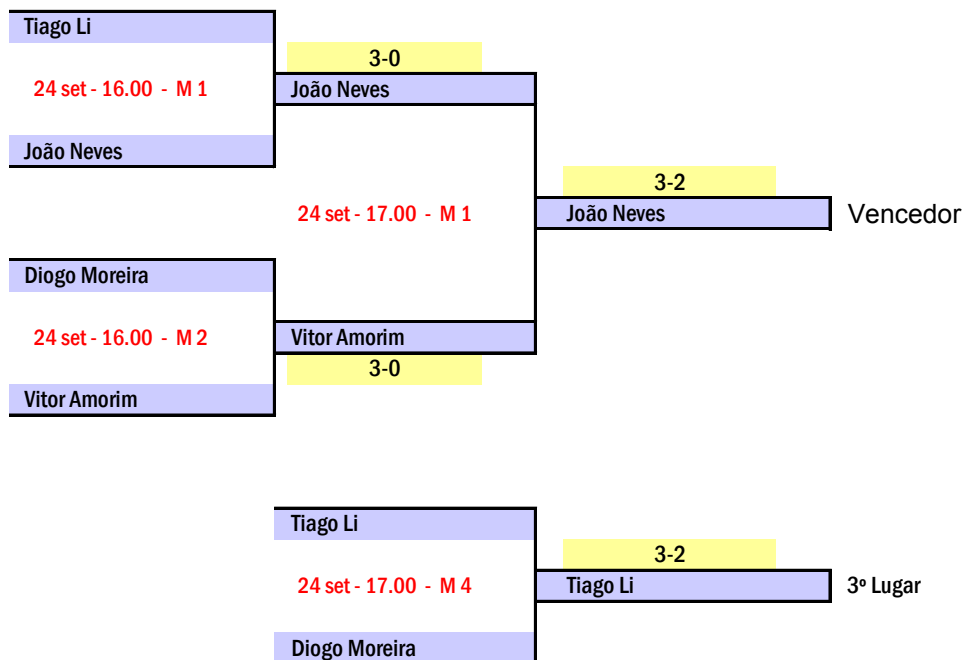 Tiago Li
3-0
24 set - 16.00 - M 1
João Neves
João Neves
3-2
24 set - 17.00 - M 1
João Neves
Vencedor
Diogo Moreira
24 set - 16.00 - M 2
Vitor Amorim
3-0
Vitor Amorim
Tiago Li
3-2
24 set - 17.00 - M 4
Tiago Li
3º Lugar
Diogo Moreira